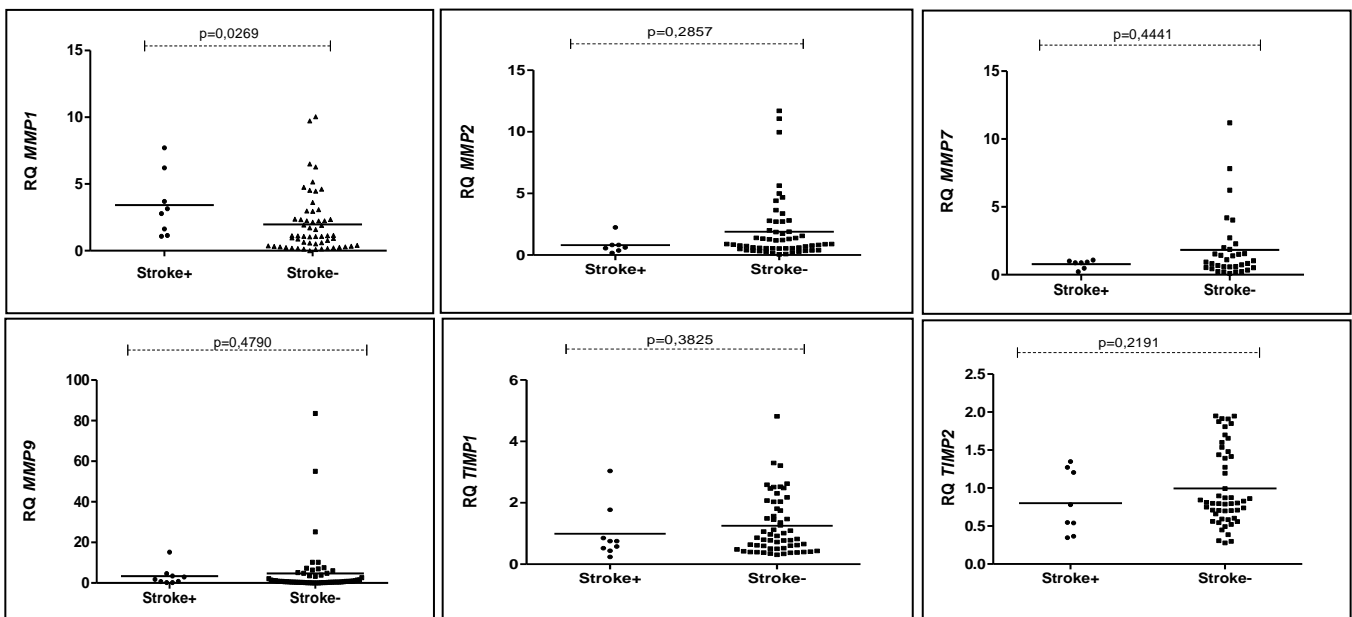 p=0,0269
15
10
5
0
RQ MMP1
Stroke+ Stroke-
p=0,2857
15
10
5
0
RQ MMP2
Stroke+ Stroke-
p=0,4441
15
10
5
0
RQ MMP7
Stroke+ Stroke-
p=0,4790
100
80
60
40
20
0
RQ MMP9
Stroke+ Stroke-
p=0,3825
6
4
2
0
RQ TIMP1
Stroke+ Stroke-
p=0,2191
2.5
2.0
1.5
1.0
0.5
0.0
RQ TIMP2
Stroke+ Stroke-